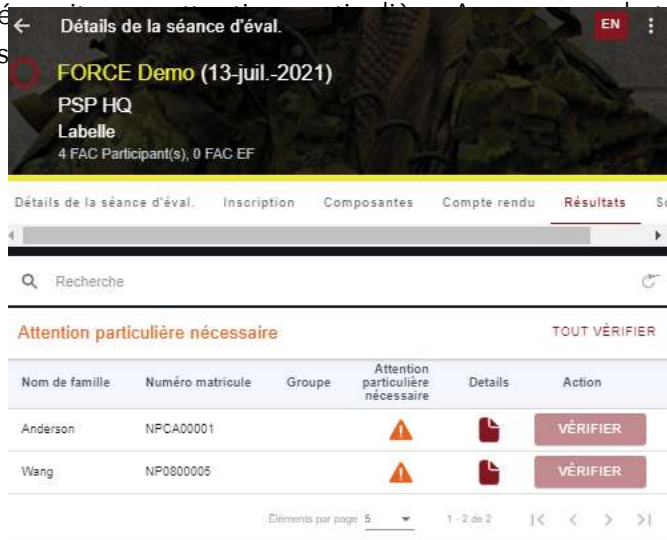 Détails de la séance d'éval.
EN
FORCE Demo (13-juil.-2021)
PSP HQ
Labelle
4 FAC Participant(s), 0 FAC EF
Détails de la séance d'éval. Inscription Composantes Compte rendu Résultats
Recherche
Attention particulière nécessaire TOUT VÉRIFIER
Nom de famille Numéro matricule Groupe Attention particulière nécessaire Details Action
Anderson NPCA00001 VÉRIFIER
Wang NP0800005 VÉRIFIER
Éléments par page 5 1 - 2 de 2